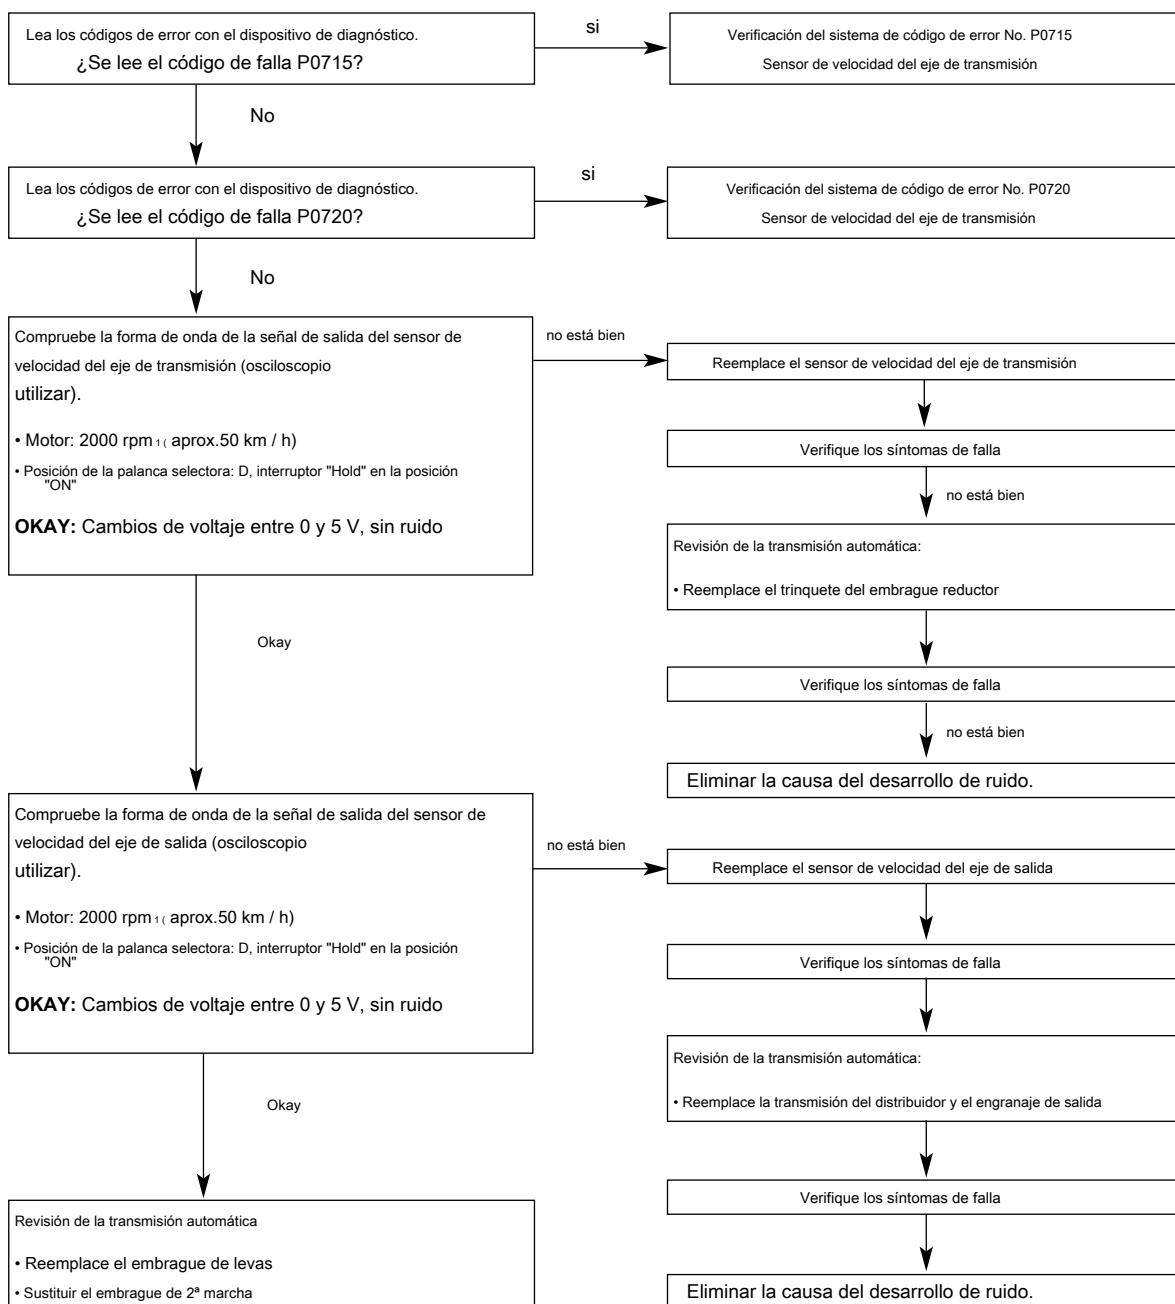 Lea los códigos de error con el dispositivo de diagnóstico.
¿Se lee el código de falla P0715?
si
Verificación del sistema de código de error No. P0715
Sensor de velocidad del eje de transmisión
No
Lea los códigos de error con el dispositivo de diagnóstico.
¿Se lee el código de falla P0720?
si
Verificación del sistema de código de error No. P0720
Sensor de velocidad del eje de transmisión
No
Compruebe la forma de onda de la señal de salida del sensor de
velocidad del eje de transmisión (osciloscopio
utilizar).
• Motor: 2000 rpm 1 ( aprox.50 km / h)
• Posición de la palanca selectora: D, interruptor "Hold" en la posición
"ON"
OKAY: Cambios de voltaje entre 0 y 5 V, sin ruido
no está bien
Reemplace el sensor de velocidad del eje de transmisión
Verifique los síntomas de falla
no está bien
Revisión de la transmisión automática:
• Reemplace el trinquete del embrague reductor
Verifique los síntomas de falla
no está bien
Eliminar la causa del desarrollo de ruido.
Okay
Compruebe la forma de onda de la señal de salida del sensor de
velocidad del eje de salida (osciloscopio
utilizar).
• Motor: 2000 rpm 1 ( aprox.50 km / h)
• Posición de la palanca selectora: D, interruptor "Hold" en la posición
"ON"
OKAY: Cambios de voltaje entre 0 y 5 V, sin ruido
no está bien
Reemplace el sensor de velocidad del eje de salida
Verifique los síntomas de falla
Revisión de la transmisión automática:
• Reemplace la transmisión del distribuidor y el engranaje de salida
Verifique los síntomas de falla
Eliminar la causa del desarrollo de ruido.
Okay
Revisión de la transmisión automática
• Reemplace el embrague de levas
• Sustituir el embrague de 2ª marcha